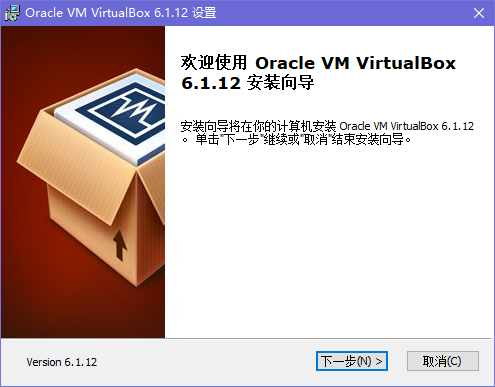 Oracle VM VirtualBox 6.1.12 设置
欢迎使用 Oracle VM VirtualBox
6.1.12 安装向导
安装向导将在你的计算机安装 Oracle VM VirtualBox 6.1.12
。 单击"下一步"继续或"取消"结束安装向导。
Version 6.1.12
下一步(N) >
取消(C)